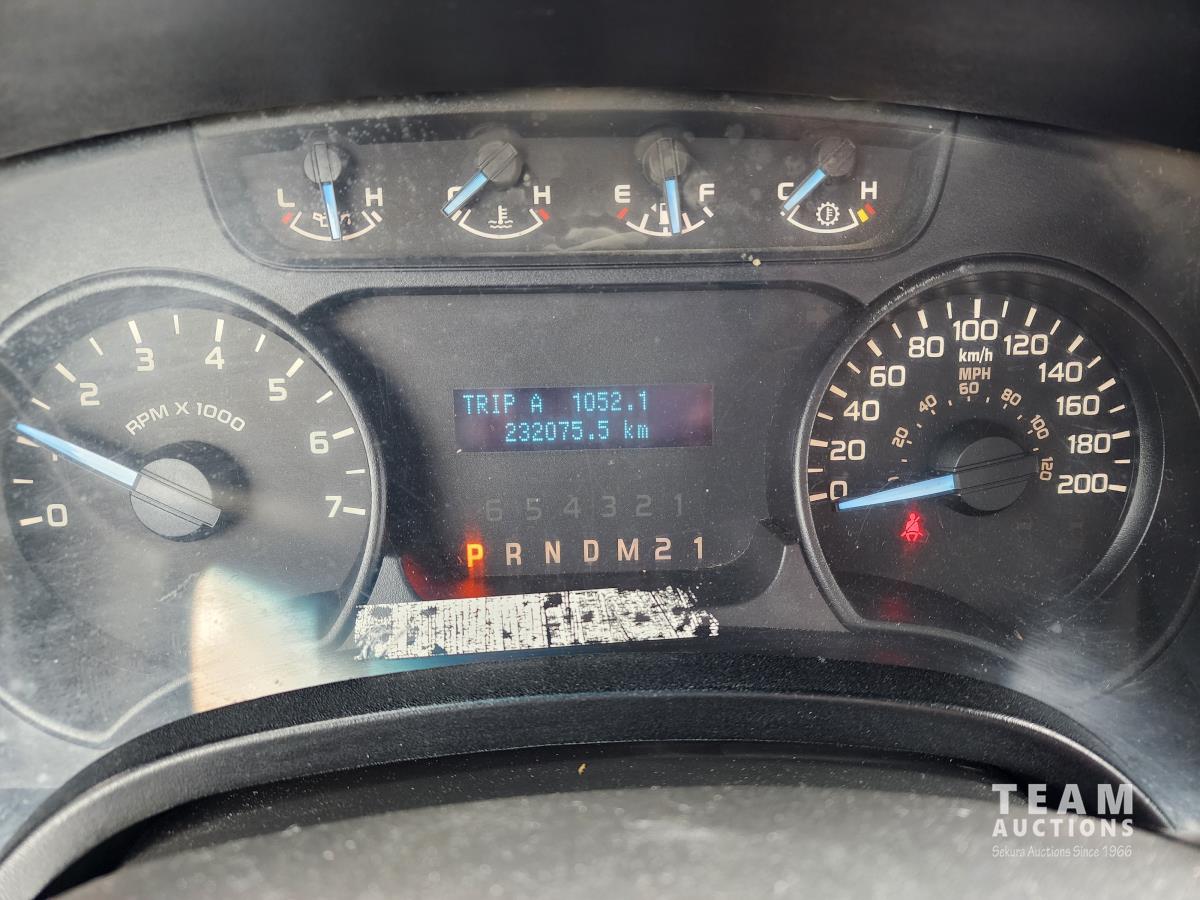 L H
C H
E F
C H
0 1 2 3 4 5 6 7
RPM X 1000
TRIP A 1052.1
232075.5 km
6 5 4 3 2 1
P R N D M 2 1
0 20 40 60 80 100 120 140 160 180 200
km/h
MPH
20 40 60 80 100 120
TEAM
AUCTIONS
Sekura Auctions Since 1966